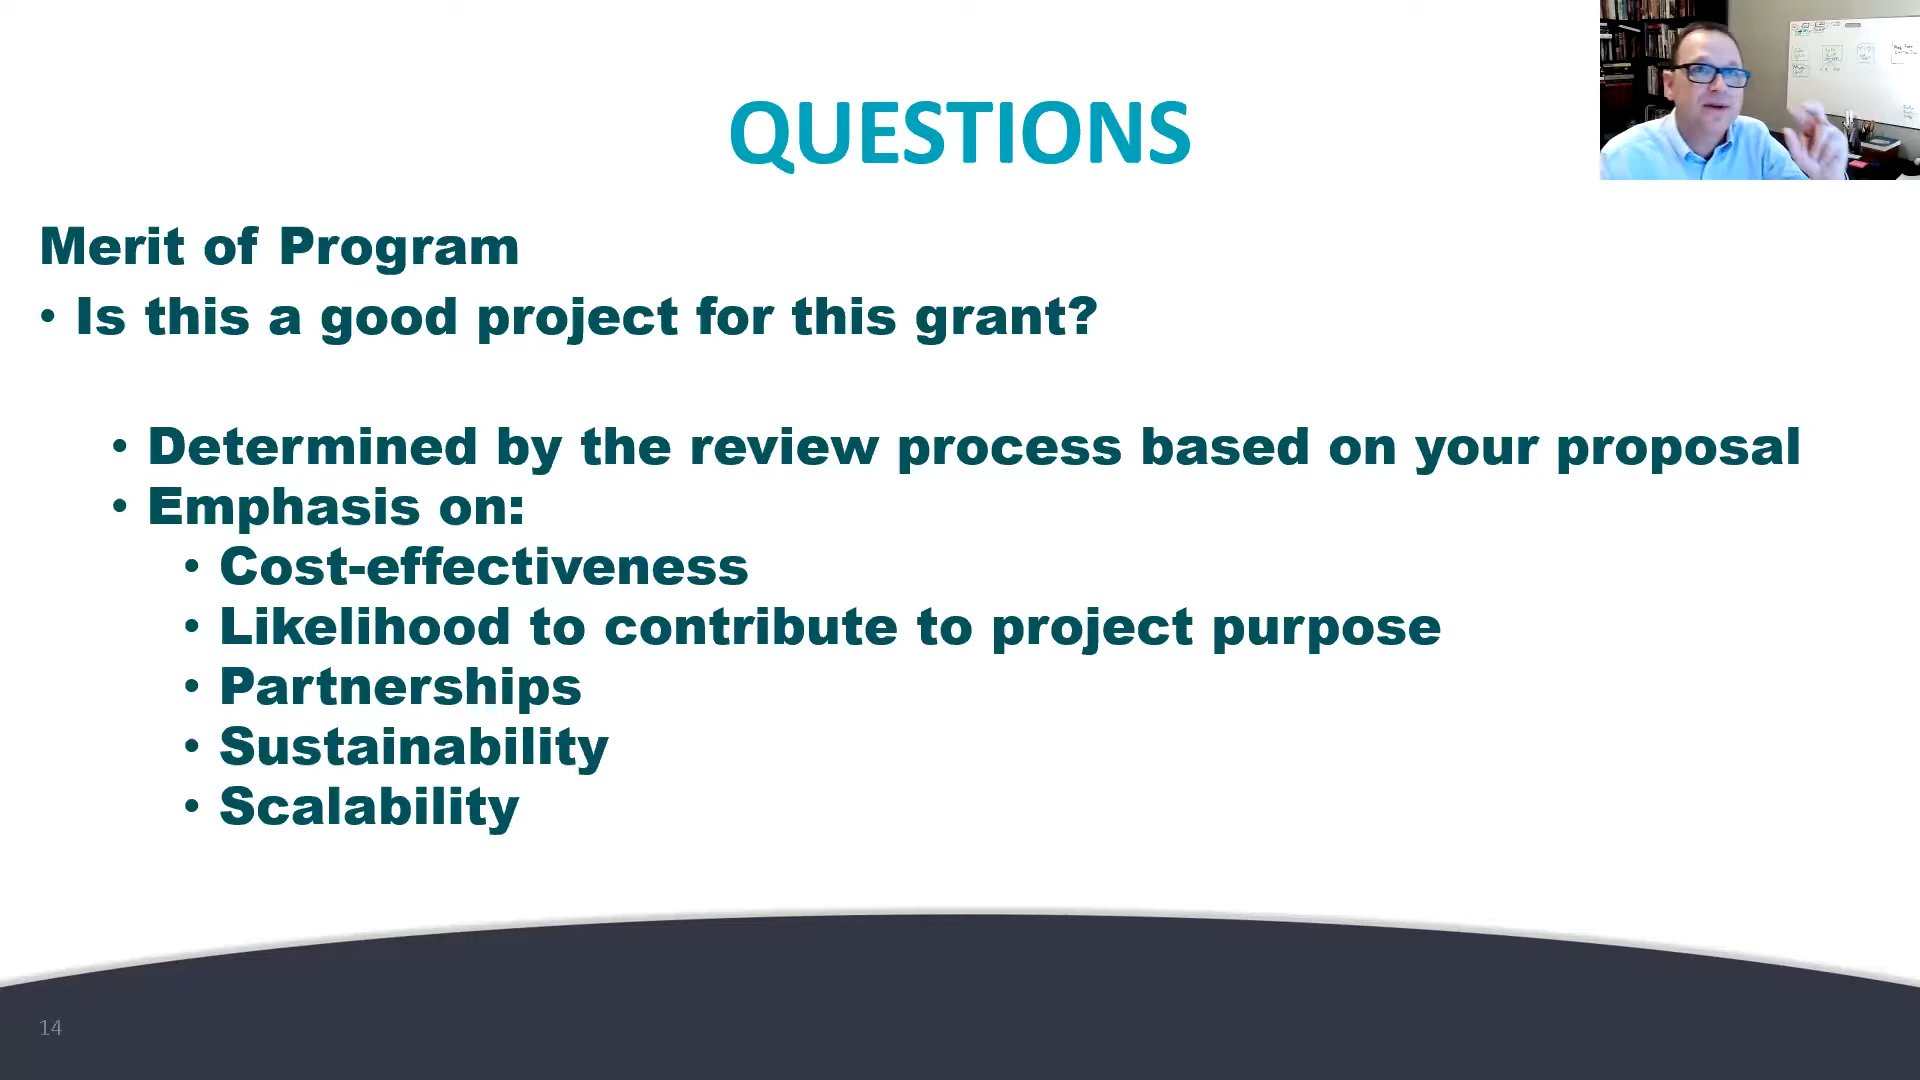 QUESTIONS
Merit of Program
• Is this a good project for this grant?
• Determined by the review process based on your proposal
• Emphasis on:
• Cost-effectiveness
• Likelihood to contribute to project purpose
• Partnerships
• Sustainability
• Scalability
14